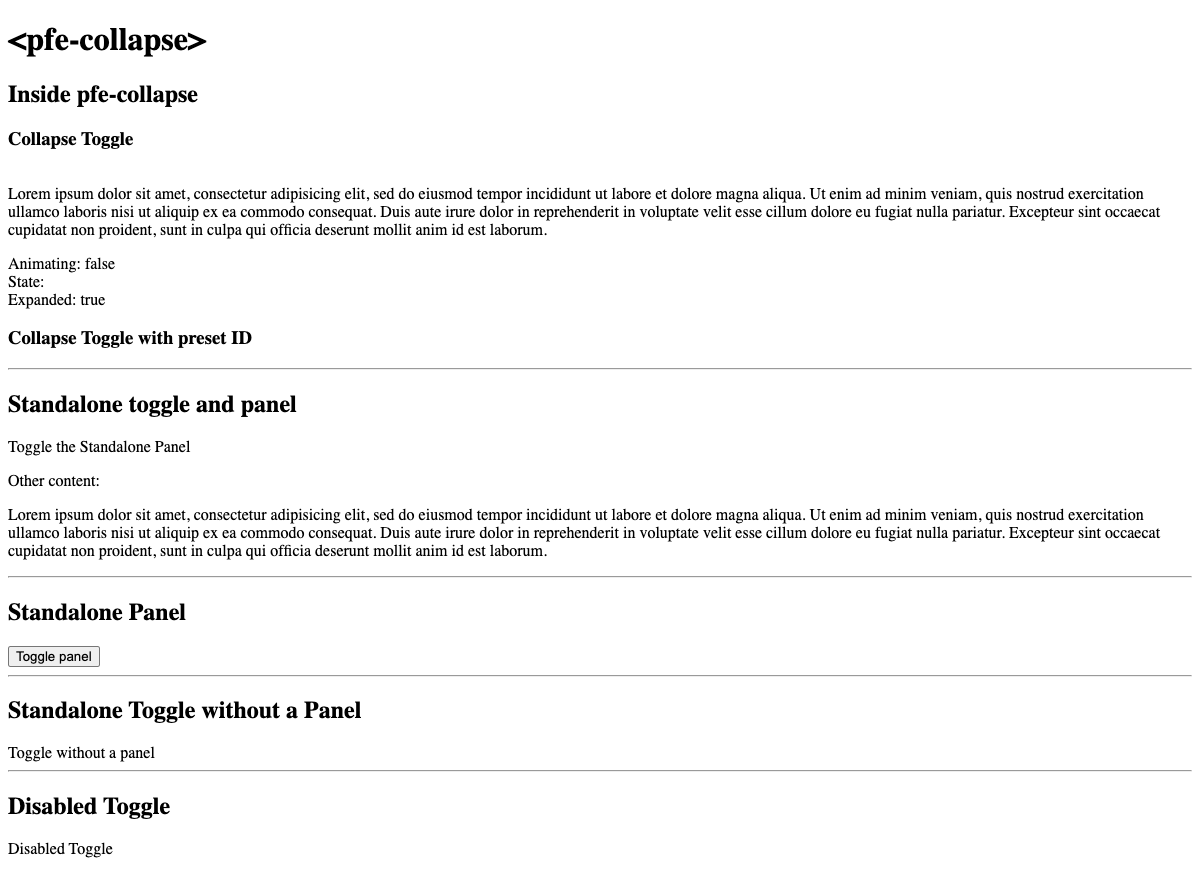 <pfe-collapse>
Inside pfe-collapse
Collapse Toggle
Lorem ipsum dolor sit amet, consectetur adipisicing elit, sed do eiusmod tempor incididunt ut labore et dolore magna aliqua. Ut enim ad minim veniam, quis nostrud exercitation
ullamco laboris nisi ut aliquip ex ea commodo consequat. Duis aute irure dolor in reprehenderit in voluptate velit esse cillum dolore eu fugiat nulla pariatur. Excepteur sint occaecat
cupidatat non proident, sunt in culpa qui officia deserunt mollit anim id est laborum.
Animating: false
State:
Expanded: true
Collapse Toggle with preset ID
Standalone toggle and panel
Toggle the Standalone Panel
Other content:
Lorem ipsum dolor sit amet, consectetur adipisicing elit, sed do eiusmod tempor incididunt ut labore et dolore magna aliqua. Ut enim ad minim veniam, quis nostrud exercitation
ullamco laboris nisi ut aliquip ex ea commodo consequat. Duis aute irure dolor in reprehenderit in voluptate velit esse cillum dolore eu fugiat nulla pariatur. Excepteur sint occaecat
cupidatat non proident, sunt in culpa qui officia deserunt mollit anim id est laborum.
Standalone Panel
Toggle panel
Standalone Toggle without a Panel
Toggle without a panel
Disabled Toggle
Disabled Toggle